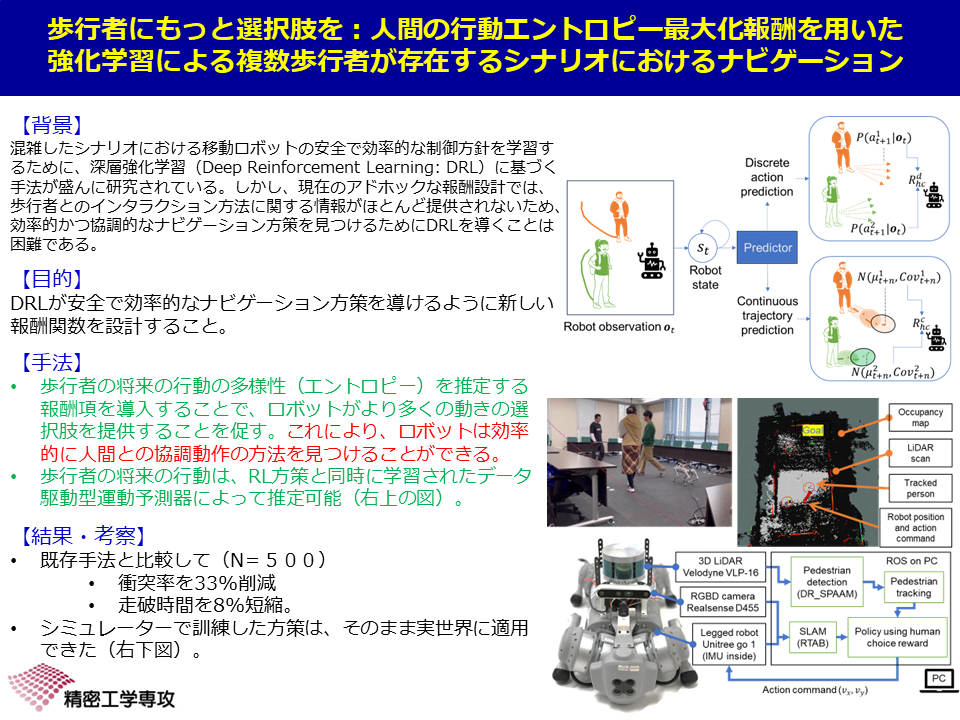 歩行者にもっと選択肢を：人間の行動エントロピー最大化報酬を用いた
強化学習による複数歩行者が存在するシナリオにおけるナビゲーション
【背景】
混雑したシナリオにおける移動ロボットの安全で効率的な制御方針を学習す
るために、深層強化学習（Deep Reinforcement Learning: DRL）に基づく
手法が盛んに研究されている。しかし、現在のアドホックな報酬設計では、
歩行者とのインタラクション方法に関する情報がほとんど提供されないため、
効率的かつ協調的なナビゲーション方策を見つけるためにDRLを導くことは
困難である。
【目的】
DRLが安全で効率的なナビゲーション方策を導けるように新しい
報酬関数を設計すること。
【手法】
• 歩行者の将来の行動の多様性（エントロピー）を推定する
報酬項を導入することで、ロボットがより多くの動きの選
択肢を提供することを促す。これにより、ロボットは効率
的に人間との協調動作の方法を見つけることができる。
• 歩行者の将来の行動は、RL方策と同時に学習されたデータ
駆動型運動予測器によって推定可能（右上の図）。
【結果・考察】
• 既存手法と比較して（N=５００）
• 衝突率を33%削減
• 走破時間を8%短縮。
• シミュレーターで訓練した方策は、そのまま実世界に適用
できた（右下図）。
精密工学専攻
Robot observation 𝒐t
st
Robot
state
Predictor
Discrete
action
prediction
Continuous
trajectory
prediction
P(a¹t+1|𝒐t)
Rᵈhc
P(a²t+1|𝒐t)
N(μ¹t+n, Cov¹t+n)
Rᶜhc
N(μ²t+n, Cov²t+n)
Goal
Occupancy
map
LiDAR
scan
Tracked
person
Robot position
and action
command
3D LiDAR
Velodyne VLP-16
RGBD camera
Realsense D455
Legged robot
Unitree go 1
(IMU inside)
ROS on PC
Pedestrian
detection
(DR_SPAAM)
Pedestrian
tracking
SLAM
(RTAB)
Policy using human
choice reward
Action command (vx, vy)
PC